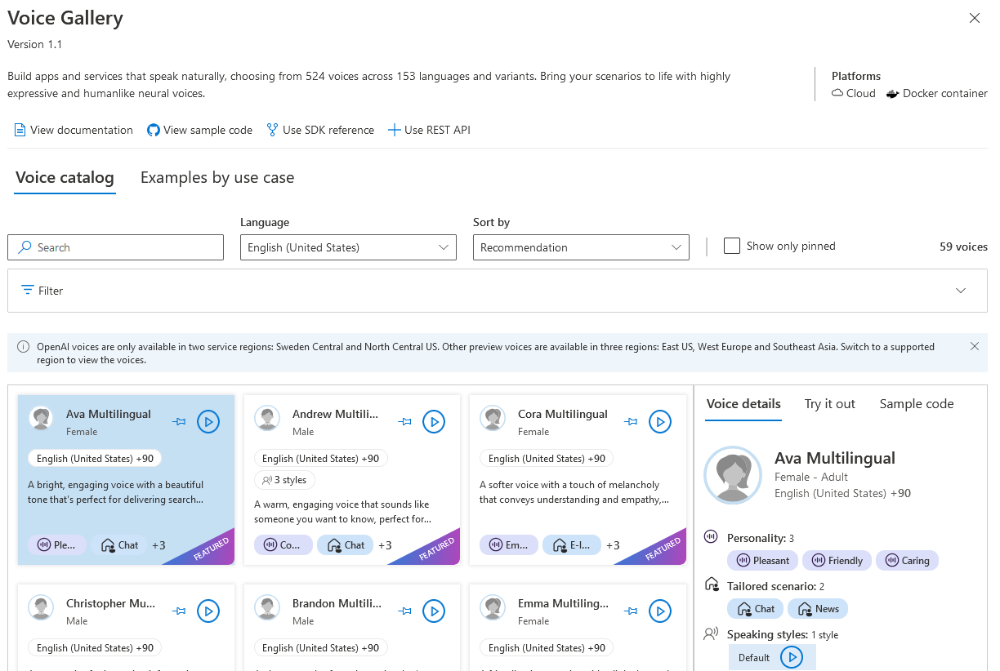 Voice Gallery
Version 1.1
Build apps and services that speak naturally, choosing from 524 voices across 153 languages and variants. Bring your scenarios to life with highly
expressive and humanlike neural voices.
Platforms
Cloud
Docker container
View documentation
View sample code
Use SDK reference
Use REST API
Voice catalog
Examples by use case
Search
Language
English (United States)
Sort by
Recommendation
Show only pinned
59 voices
Filter
OpenAI voices are only available in two service regions: Sweden Central and North Central US. Other preview voices are available in three regions: East US, West Europe and Southeast Asia. Switch to a supported
region to view the voices.
Ava Multilingual
Female
English (United States) +90
A bright, engaging voice with a beautiful
tone that's perfect for delivering search...
Ple...
Chat
+3
FEATURED
Andrew Multili...
Male
English (United States) +90
3 styles
A warm, engaging voice that sounds like
someone you want to know, perfect for...
Co...
Chat
+3
FEATURED
Cora Multilingual
Female
English (United States) +90
A softer voice with a touch of melancholy
that conveys understanding and empathy,...
Em...
E-l...
+3
FEATURED
Christopher Mu...
Male
English (United States) +90
Brandon Multili...
Male
English (United States) +90
Emma Multiling...
Female
English (United States) +90
Voice details
Try it out
Sample code
Ava Multilingual
Female - Adult
English (United States) +90
Personality: 3
Pleasant
Friendly
Caring
Tailored scenario: 2
Chat
News
Speaking styles: 1 style
Default